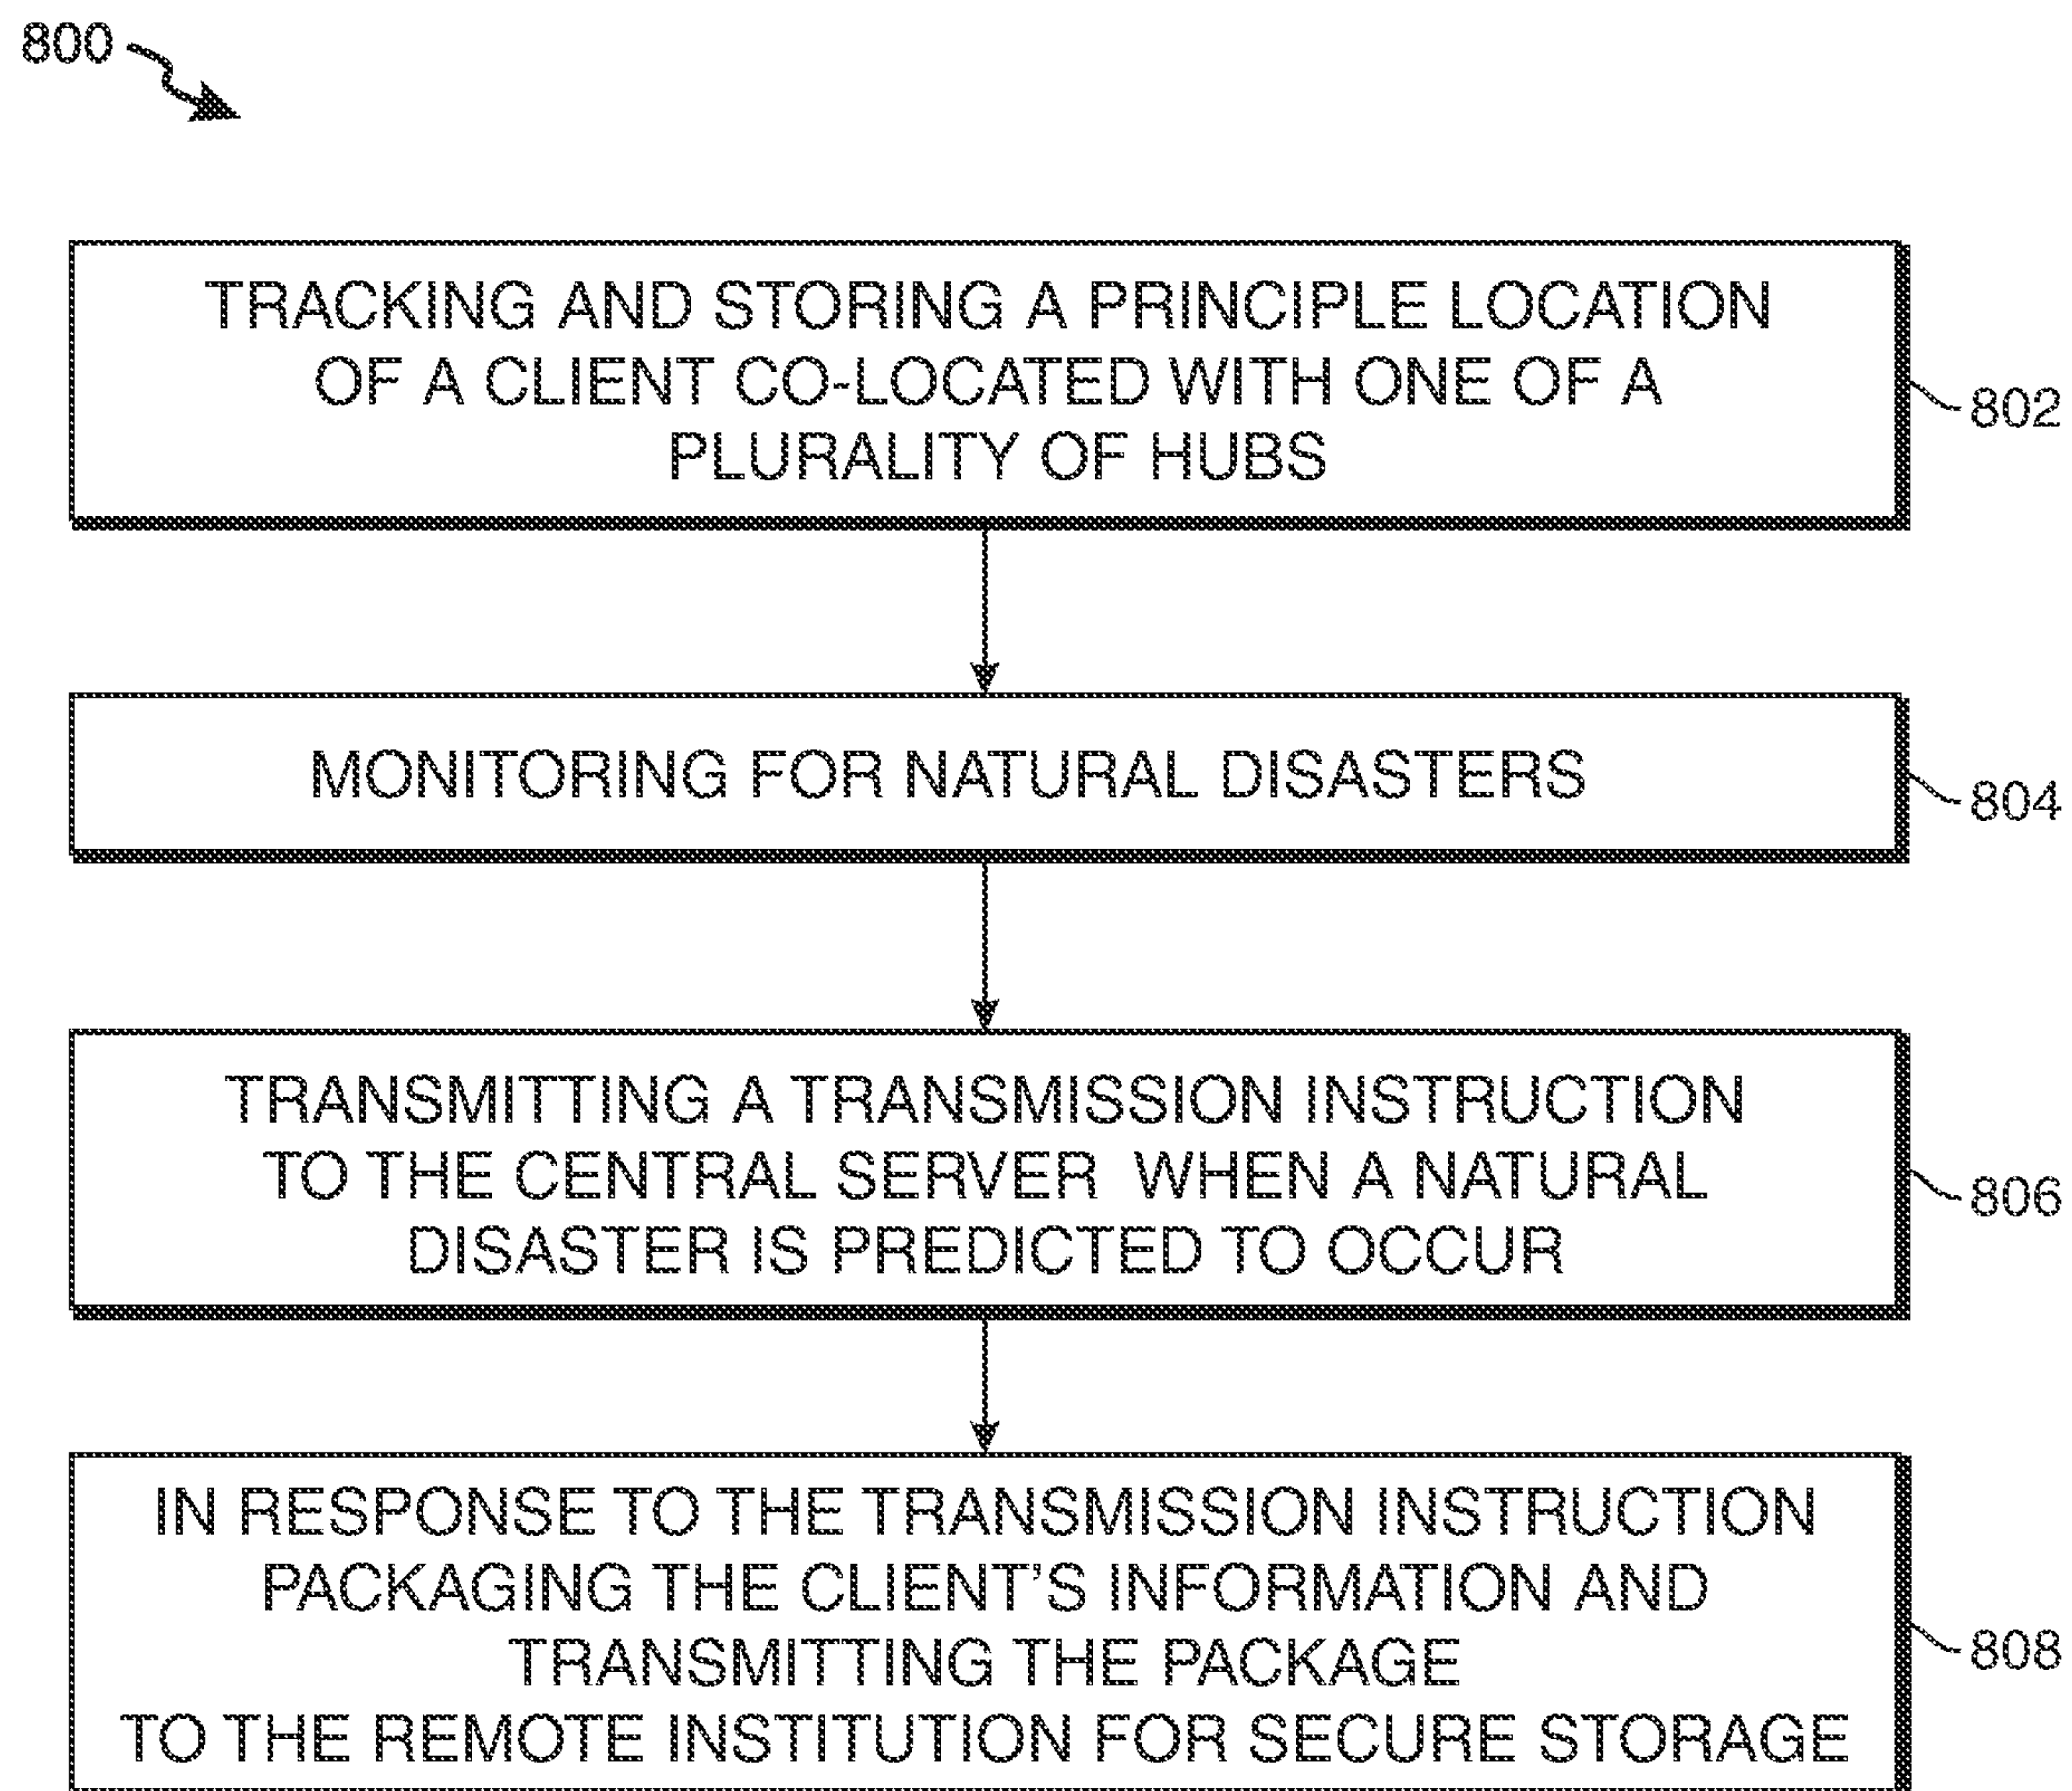 800
TRACKING AND STORING A PRINCIPLE LOCATION
OF A CLIENT CO-LOCATED WITH ONE OF A
PLURALITY OF HUBS
802
MONITORING FOR NATURAL DISASTERS
804
TRANSMITTING A TRANSMISSION INSTRUCTION
TO THE CENTRAL SERVER WHEN A NATURAL
DISASTER IS PREDICTED TO OCCUR
806
IN RESPONSE TO THE TRANSMISSION INSTRUCTION
PACKAGING THE CLIENT'S INFORMATION AND
TRANSMITTING THE PACKAGE
TO THE REMOTE INSTITUTION FOR SECURE STORAGE
808